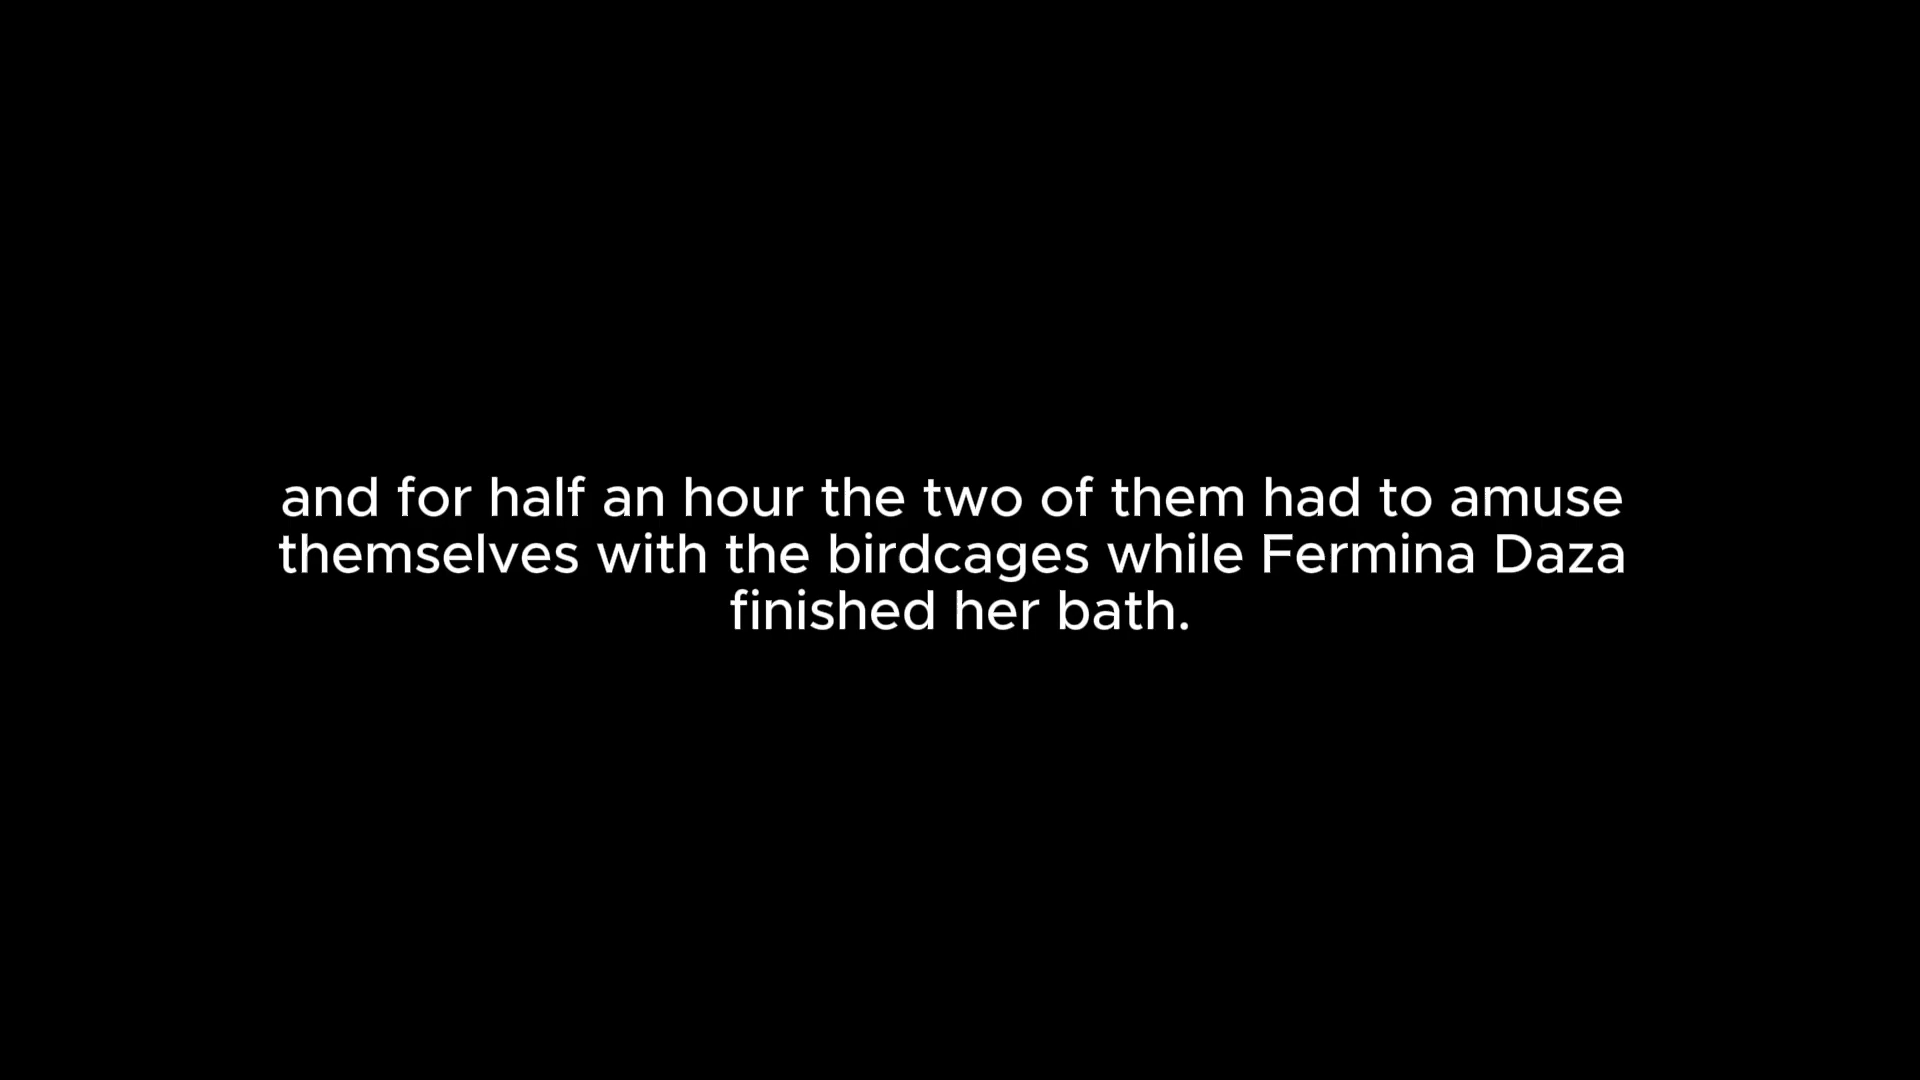 and for half an hour the two of them had to amuse
themselves with the birdcages while Fermina Daza
finished her bath.